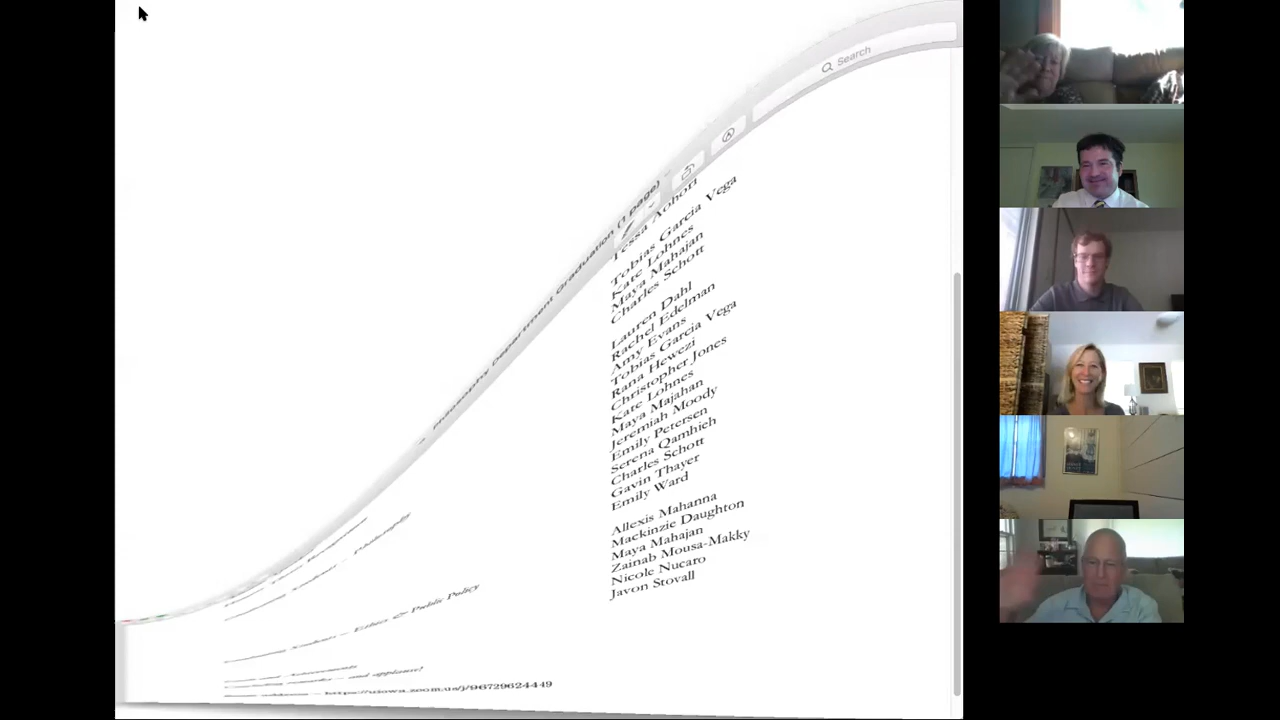 Search
Philosophy Department Graduation (1 page)
Tessa
Tobias Garcia Vega
Kate Lohnes
Maya Mahajan
Charles Schott
Lauren Dahl
Rachel Edelman
Amy Evans
Tobias Garcia Vega
Rana Hewezi
Christopher Jones
Kate Lohnes
Maya Majahan
Jeremiah Moody
Emily Petersen
Serena Qamhieh
Charles Schott
Gavin Thayer
Emily Ward
Allexis Mahanna
Mackinzie Daughton
Maya Mahajan
Zainab Mousa-Makky
Nicole Nucaro
Javon Stovall
Philosophy
Ethics & Public Policy
and applause!
https://uiowa.zoom.us/j/96729624449